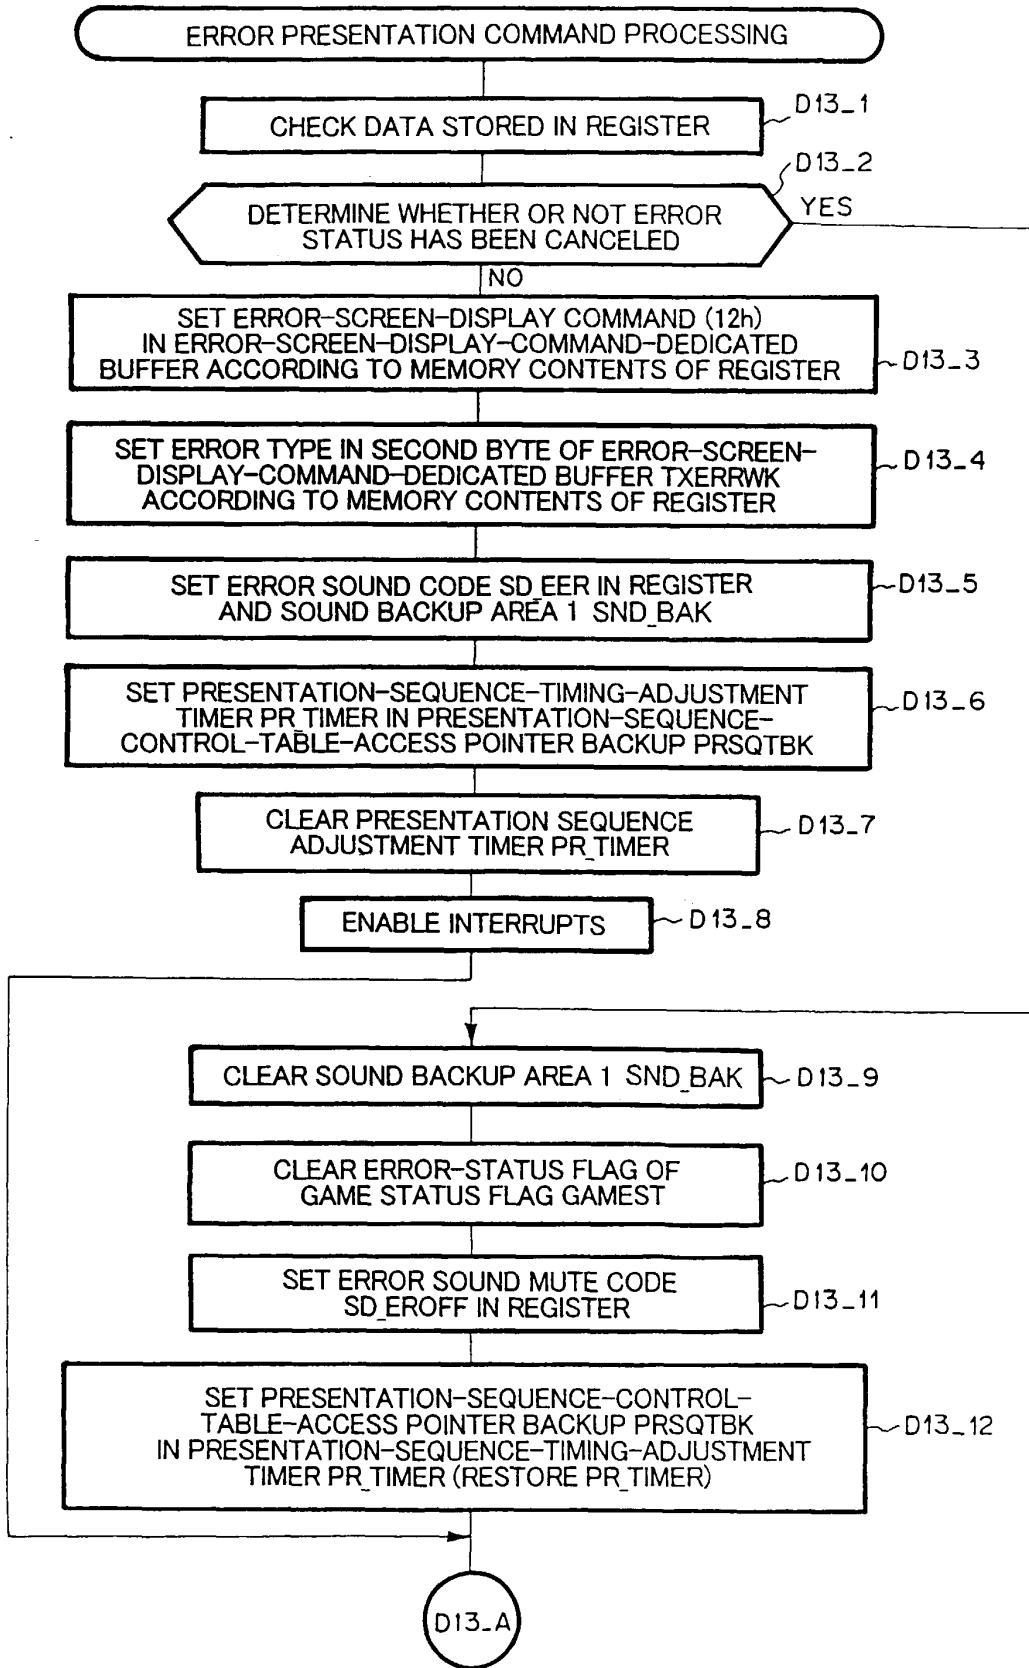 ERROR PRESENTATION COMMAND PROCESSING
CHECK DATA STORED IN REGISTER
D13_1
DETERMINE WHETHER OR NOT ERROR
STATUS HAS BEEN CANCELED
D13_2
YES
NO
SET ERROR-SCREEN-DISPLAY COMMAND (12h)
IN ERROR-SCREEN-DISPLAY-COMMAND-DEDICATED
BUFFER ACCORDING TO MEMORY CONTENTS OF REGISTER
D13_3
SET ERROR TYPE IN SECOND BYTE OF ERROR-SCREEN-
DISPLAY-COMMAND-DEDICATED BUFFER TXERRWK
ACCORDING TO MEMORY CONTENTS OF REGISTER
D13_4
SET ERROR SOUND CODE SD_EER IN REGISTER
AND SOUND BACKUP AREA 1 SND_BAK
D13_5
SET PRESENTATION-SEQUENCE-TIMING-ADJUSTMENT
TIMER PR_TIMER IN PRESENTATION-SEQUENCE-
CONTROL-TABLE-ACCESS POINTER BACKUP PRSQTBK
D13_6
CLEAR PRESENTATION SEQUENCE
ADJUSTMENT TIMER PR_TIMER
D13_7
ENABLE INTERRUPTS
D13_8
CLEAR SOUND BACKUP AREA 1 SND_BAK
D13_9
CLEAR ERROR-STATUS FLAG OF
GAME STATUS FLAG GAMEST
D13_10
SET ERROR SOUND MUTE CODE
SD_EROFF IN REGISTER
D13_11
SET PRESENTATION-SEQUENCE-CONTROL-
TABLE-ACCESS POINTER BACKUP PRSQTBK
IN PRESENTATION-SEQUENCE-TIMING-ADJUSTMENT
TIMER PR_TIMER (RESTORE PR_TIMER)
D13_12
D13_A